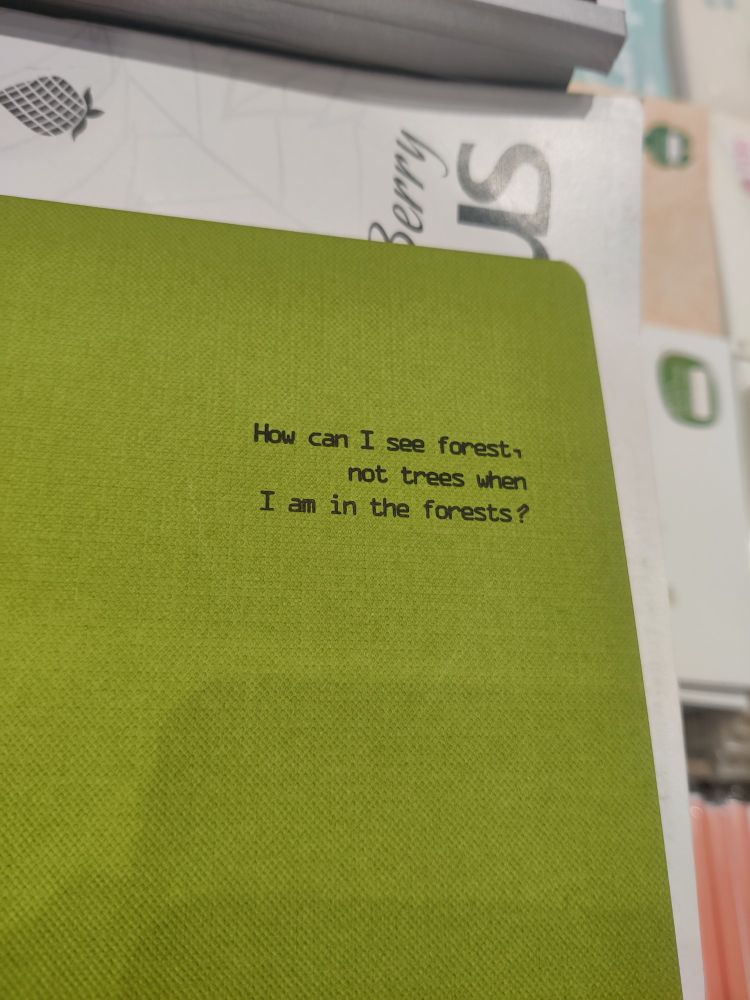 Berry
How can I see forest,
not trees when
I am in the forests?